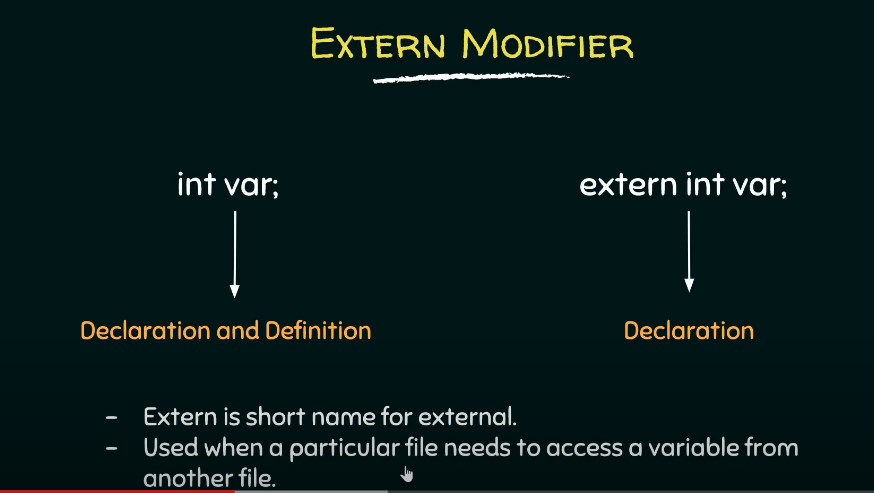 EXTERN MODIFIER
int var;
extern int var;
Declaration and Definition
Declaration
- Extern is short name for external.
- Used when a particular file needs to access a variable from
another file.